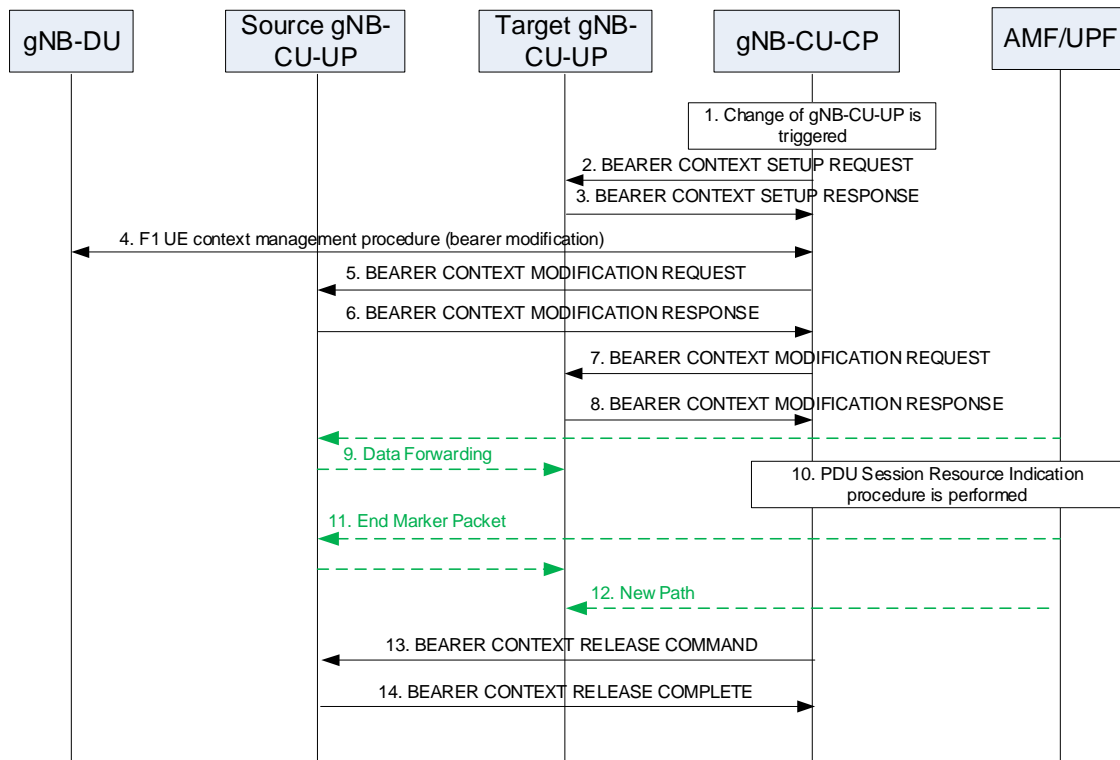 gNB-DU
Source gNB-
CU-UP
Target gNB-
CU-UP
gNB-CU-CP
AMF/UPF
1. Change of gNB-CU-UP is
triggered
2. BEARER CONTEXT SETUP REQUEST
3. BEARER CONTEXT SETUP RESPONSE
4. F1 UE context management procedure (bearer modification)
5. BEARER CONTEXT MODIFICATION REQUEST
6. BEARER CONTEXT MODIFICATION RESPONSE
7. BEARER CONTEXT MODIFICATION REQUEST
8. BEARER CONTEXT MODIFICATION RESPONSE
9. Data Forwarding
10. PDU Session Resource Indication
procedure is performed
11. End Marker Packet
12. New Path
13. BEARER CONTEXT RELEASE COMMAND
14. BEARER CONTEXT RELEASE COMPLETE